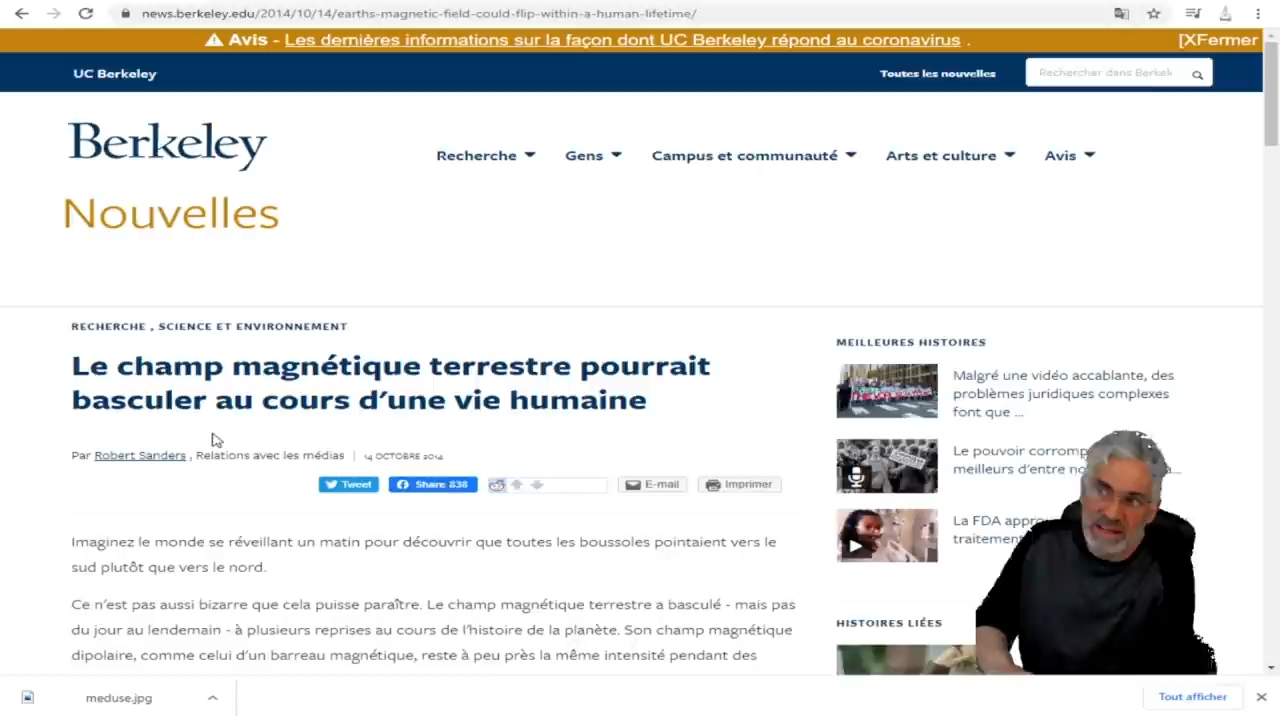 news.berkeley.edu/2014/10/14/earths-magnetic-field-could-flip-within-a-human-lifetime/
Avis - Les dernières informations sur la façon dont UC Berkeley répond au coronavirus .
[XFermer
UC Berkeley
Toutes les nouvelles
Rechercher dans Berkel
Berkeley
Nouvelles
Recherche
Gens
Campus et communauté
Arts et culture
Avis
RECHERCHE , SCIENCE ET ENVIRONNEMENT
Le champ magnétique terrestre pourrait
basculer au cours d'une vie humaine
Par Robert Sanders , Relations avec les médias | 14 OCTOBRE 2014
Tweet
Share 838
E-mail
Imprimer
Imaginez le monde se réveillant un matin pour découvrir que toutes les boussoles pointaient vers le
sud plutôt que vers le nord.
Ce n'est pas aussi bizarre que cela puisse paraître. Le champ magnétique terrestre a basculé - mais pas
du jour au lendemain - à plusieurs reprises au cours de l'histoire de la planète. Son champ magnétique
dipolaire, comme celui d'un barreau magnétique, reste à peu près la même intensité pendant des
MEILLEURES HISTOIRES
Malgré une vidéo accablante, des
problèmes juridiques complexes
font que ...
Le pouvoir corromp
meilleurs d'entre no
La FDA appro
traitement
HISTOIRES LIÉES
meduse.jpg
Tout afficher